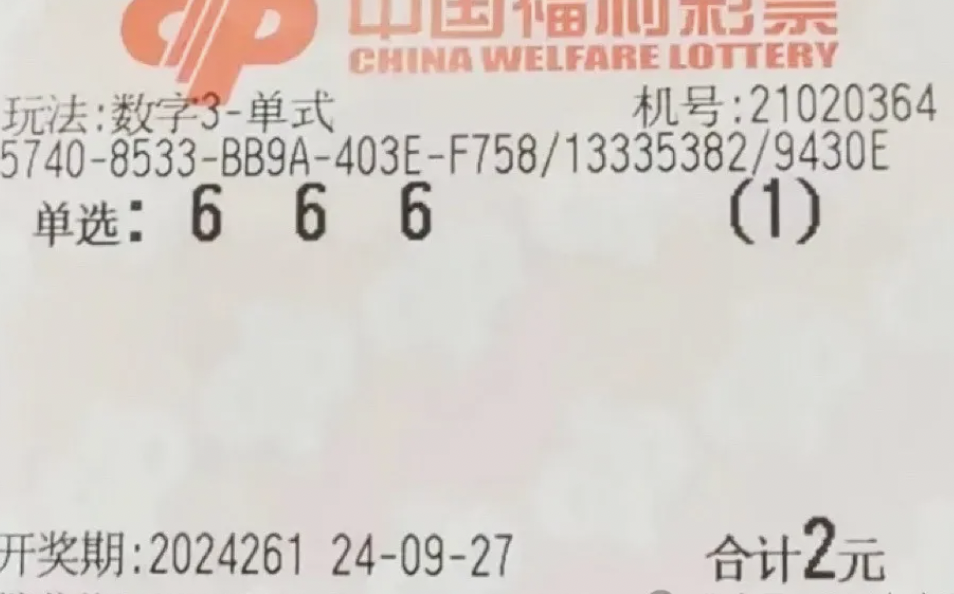 中国福利彩票
CHINA WELFARE LOTTERY
玩法:数字3-单式 机号:21020364
5740-8533-BB9A-403E-F758/13335382/9430E
单选: 6 6 6 (1)
开奖期:2024261 24-09-27 合计2元